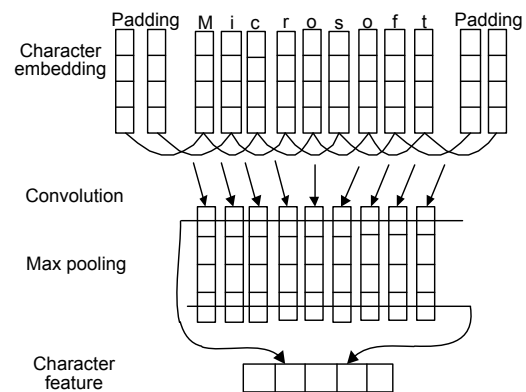 Padding M i c r o s o f t Padding
Character
embedding
Convolution
Max pooling
Character
feature